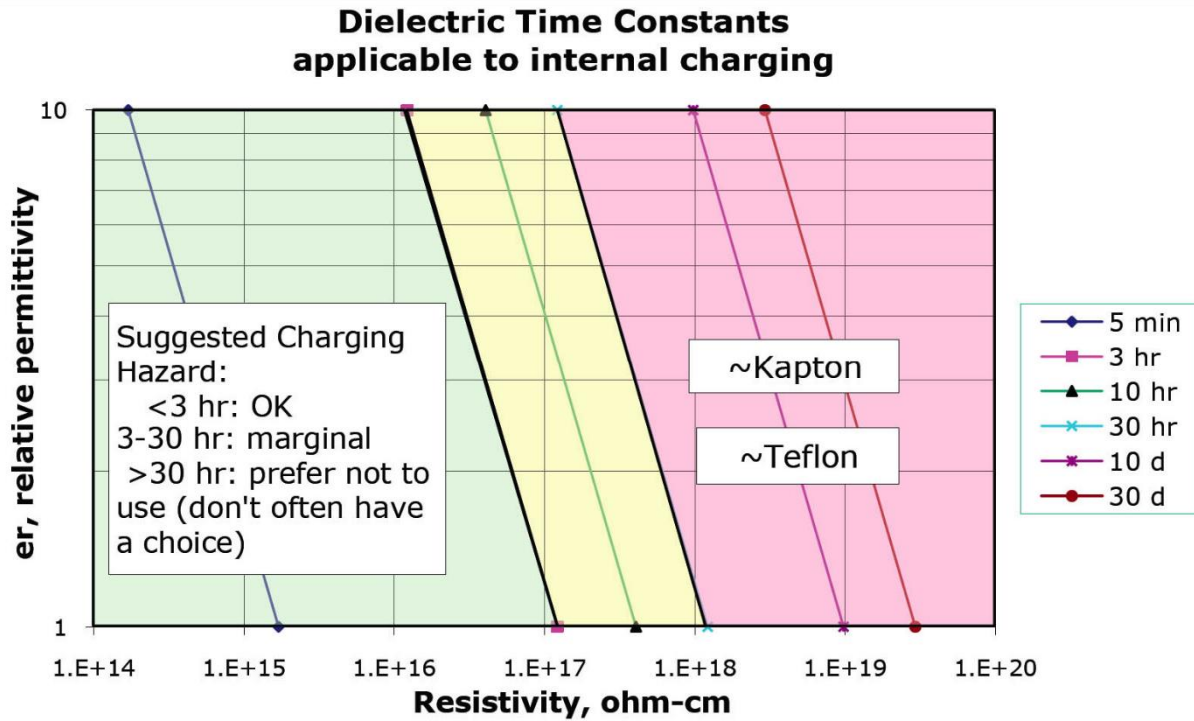 Dielectric Time Constants
applicable to internal charging
er, relative permittivity
10
1
Suggested Charging
Hazard:
<3 hr: OK
3-30 hr: marginal
>30 hr: prefer not to
use (don't often have
a choice)
~Kapton
~Teflon
5 min
3 hr
10 hr
30 hr
10 d
30 d
1.E+14 1.E+15 1.E+16 1.E+17 1.E+18 1.E+19 1.E+20
Resistivity, ohm-cm